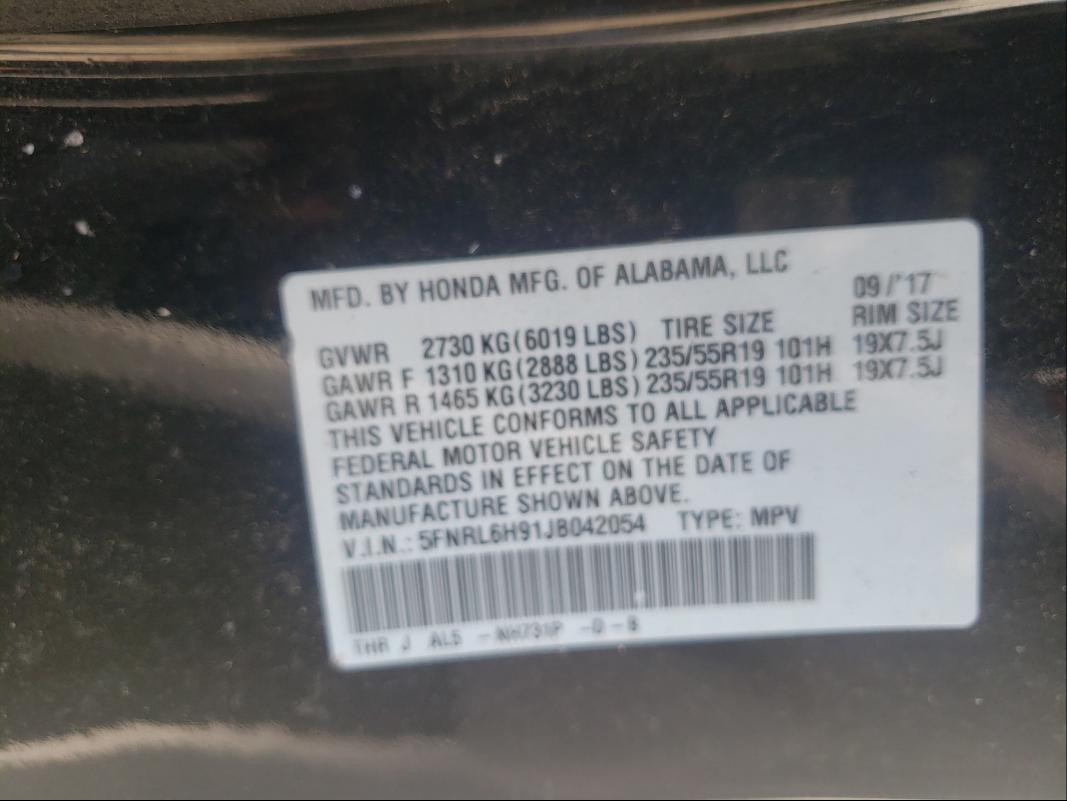 MFD. BY HONDA MFG. OF ALABAMA, LLC 09/'17
GVWR 2730 KG(6019 LBS) TIRE SIZE RIM SIZE
GAWR F 1310 KG(2888 LBS) 235/55R19 101H 19X7.5J
GAWR R 1465 KG(3230 LBS) 235/55R19 101H 19X7.5J
THIS VEHICLE CONFORMS TO ALL APPLICABLE
FEDERAL MOTOR VEHICLE SAFETY
STANDARDS IN EFFECT ON THE DATE OF
MANUFACTURE SHOWN ABOVE.
V.I.N.: 5FNRL6H91JB042054 TYPE: MPV
THR J AL5 -NH731P -D-B